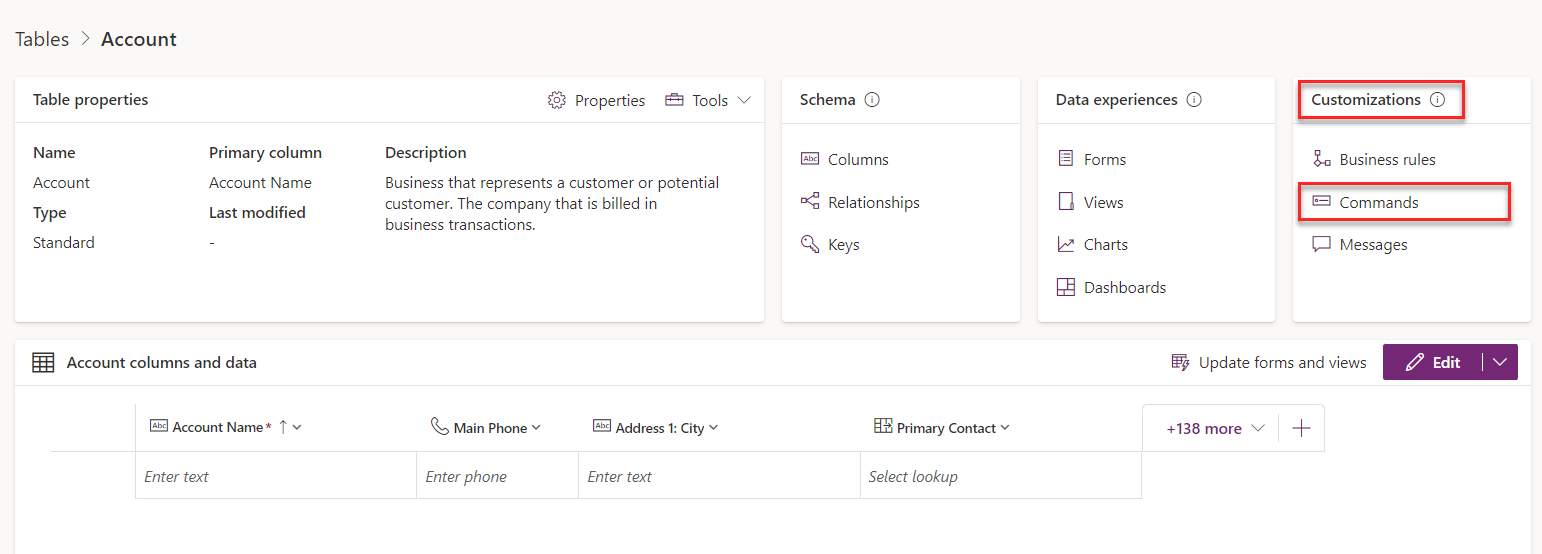 Tables > Account
Table properties
Properties
Tools
Name
Account
Type
Standard
Primary column
Account Name
Last modified
-
Description
Business that represents a customer or potential
customer. The company that is billed in
business transactions.
Schema
Columns
Relationships
Keys
Data experiences
Forms
Views
Charts
Dashboards
Customizations
Business rules
Commands
Messages
Account columns and data
Update forms and views
Edit
Abc Account Name* ↑
Main Phone
Abc Address 1: City
Primary Contact
+138 more
Enter text
Enter phone
Enter text
Select lookup